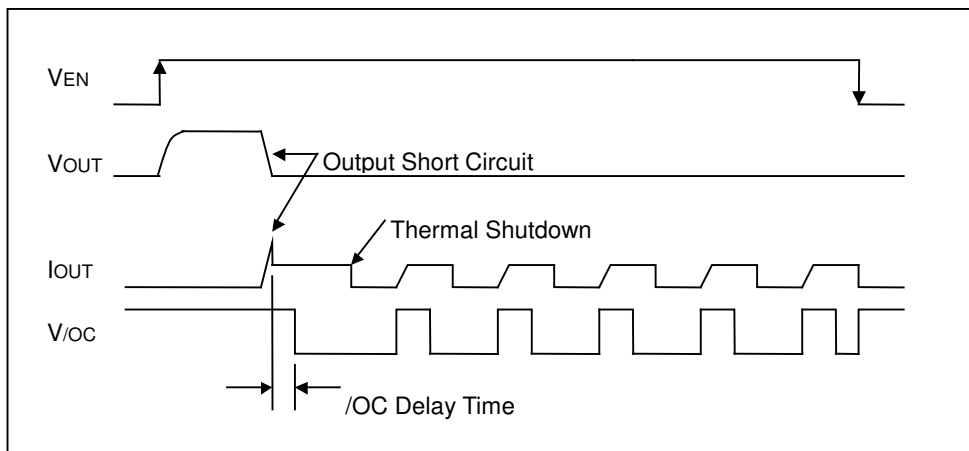 VEN
VOUT
Output Short Circuit
Thermal Shutdown
IOUT
V/OC
/OC Delay Time